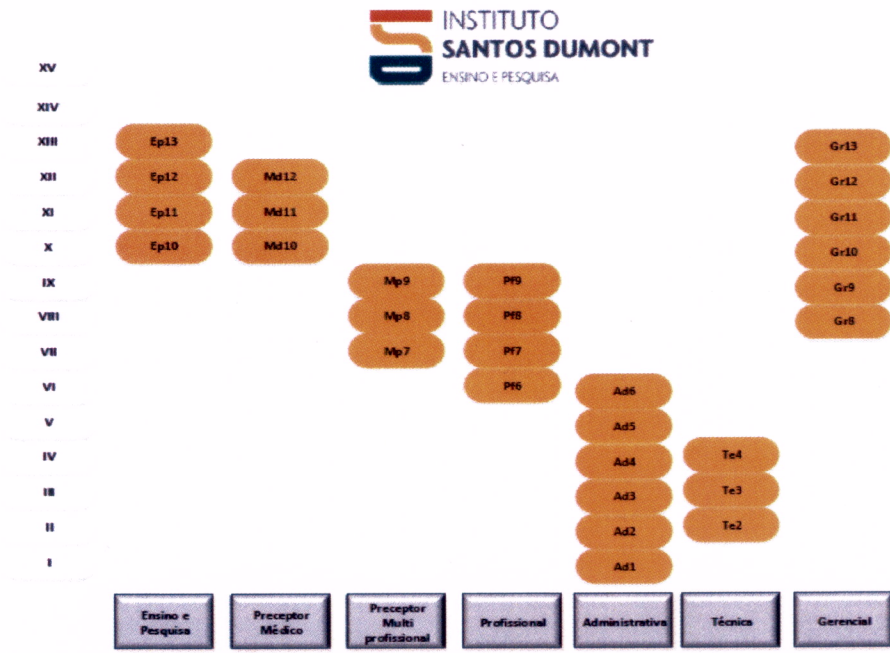 INSTITUTO
SANTOS DUMONT
ENSINO E PESQUISA
XV
XIV
XIII Ep13 Gr13
XII Ep12 Md12 Gr12
XI Ep11 Md11 Gr11
X Ep10 Md10 Gr10
IX Mp9 Pf9 Gr9
VIII Mp8 Pf8 Gr8
VII Mp7 Pf7
VI Pf6 Ad6
V Ad5
IV Ad4 Te4
III Ad3 Te3
II Ad2 Te2
I Ad1
Ensino e
Pesquisa
Preceptor
Médico
Preceptor
Multi
profissional
Profissional
Administrativa
Técnica
Gerencial